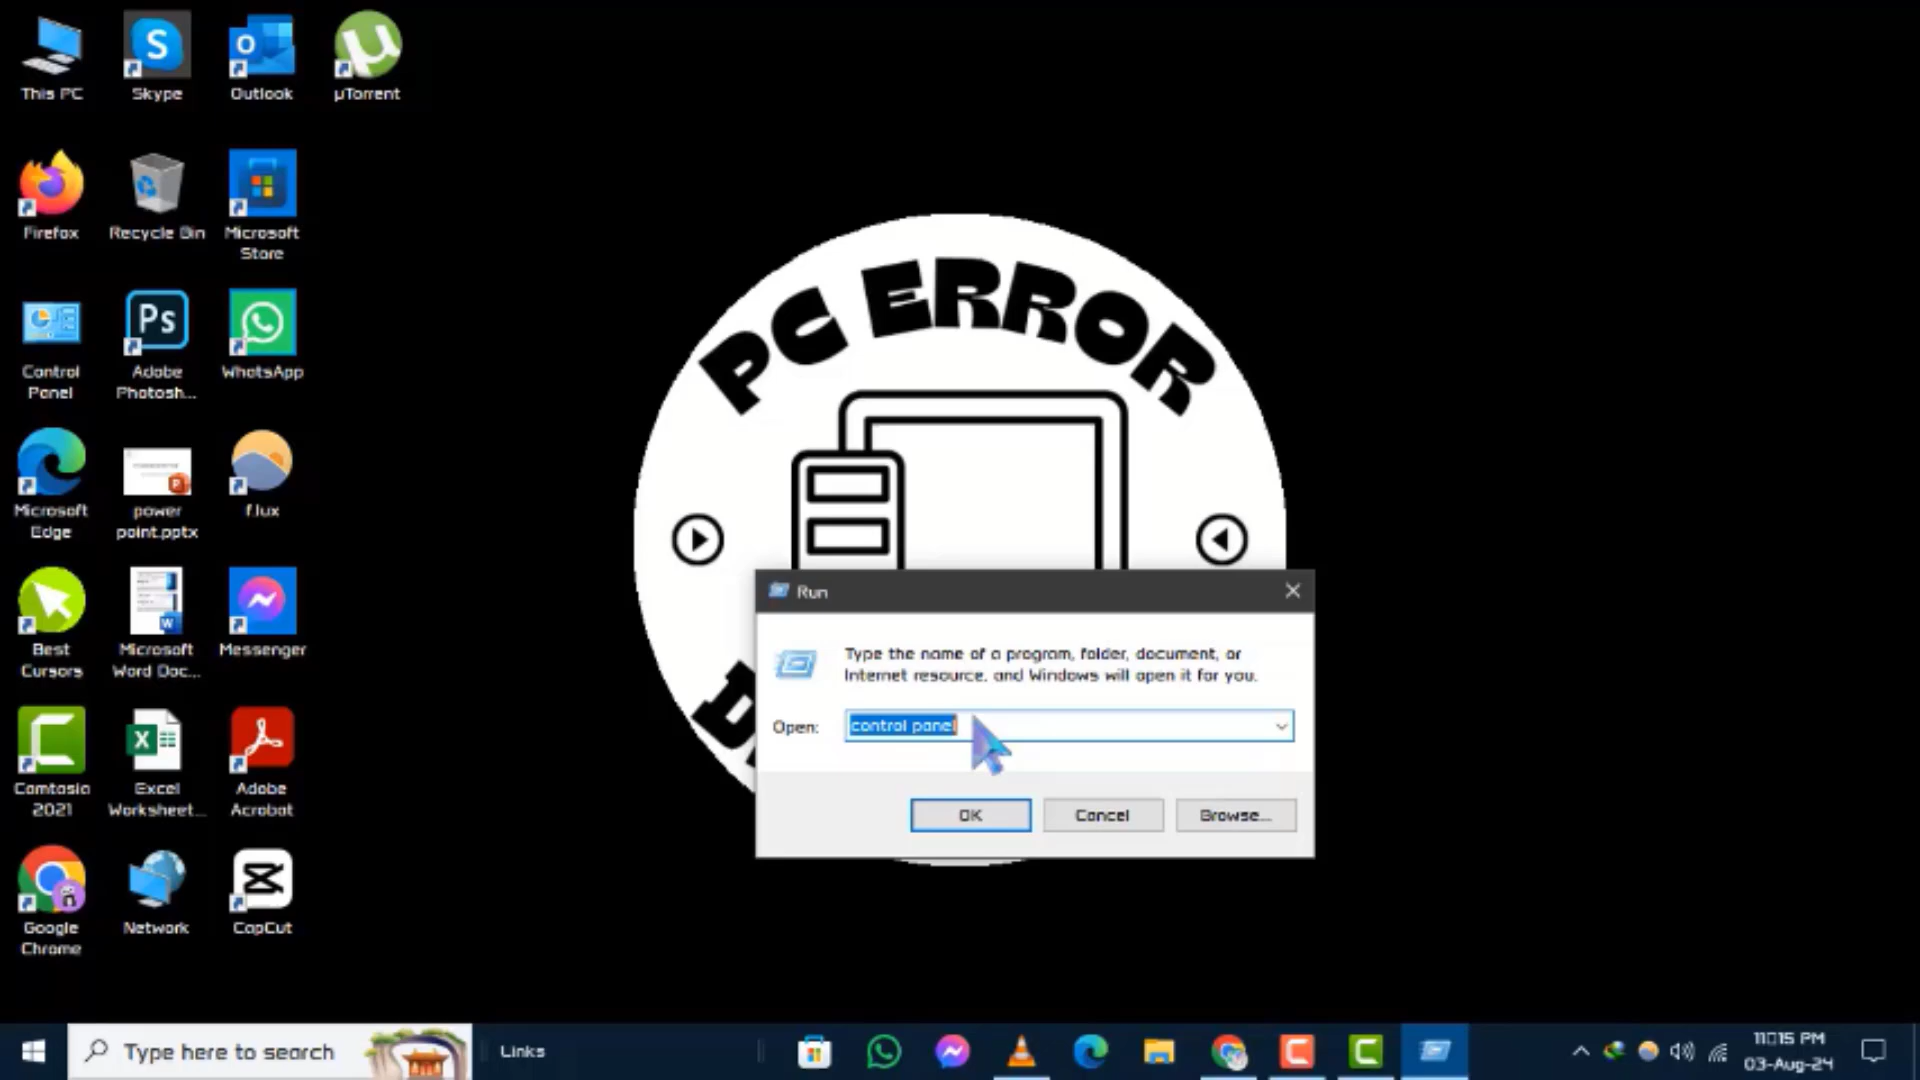 This PC
Skype
Outlook
µTorrent
Firefox
Recycle Bin
Microsoft
Store
Control
Panel
Adobe
Photosh...
WhatsApp
Microsoft
Edge
power
point.pptx
f.lux
Best
Cursors
Microsoft
Word Doc...
Messenger
Camtasia
2021
Excel
Worksheet...
Adobe
Acrobat
Google
Chrome
Network
CapCut
PC ERROR
Run
Type the name of a program, folder, document, or
Internet resource, and Windows will open it for you.
Open:
control panel
OK
Cancel
Browse...
Type here to search
Links
11:15 PM
03-Aug-24